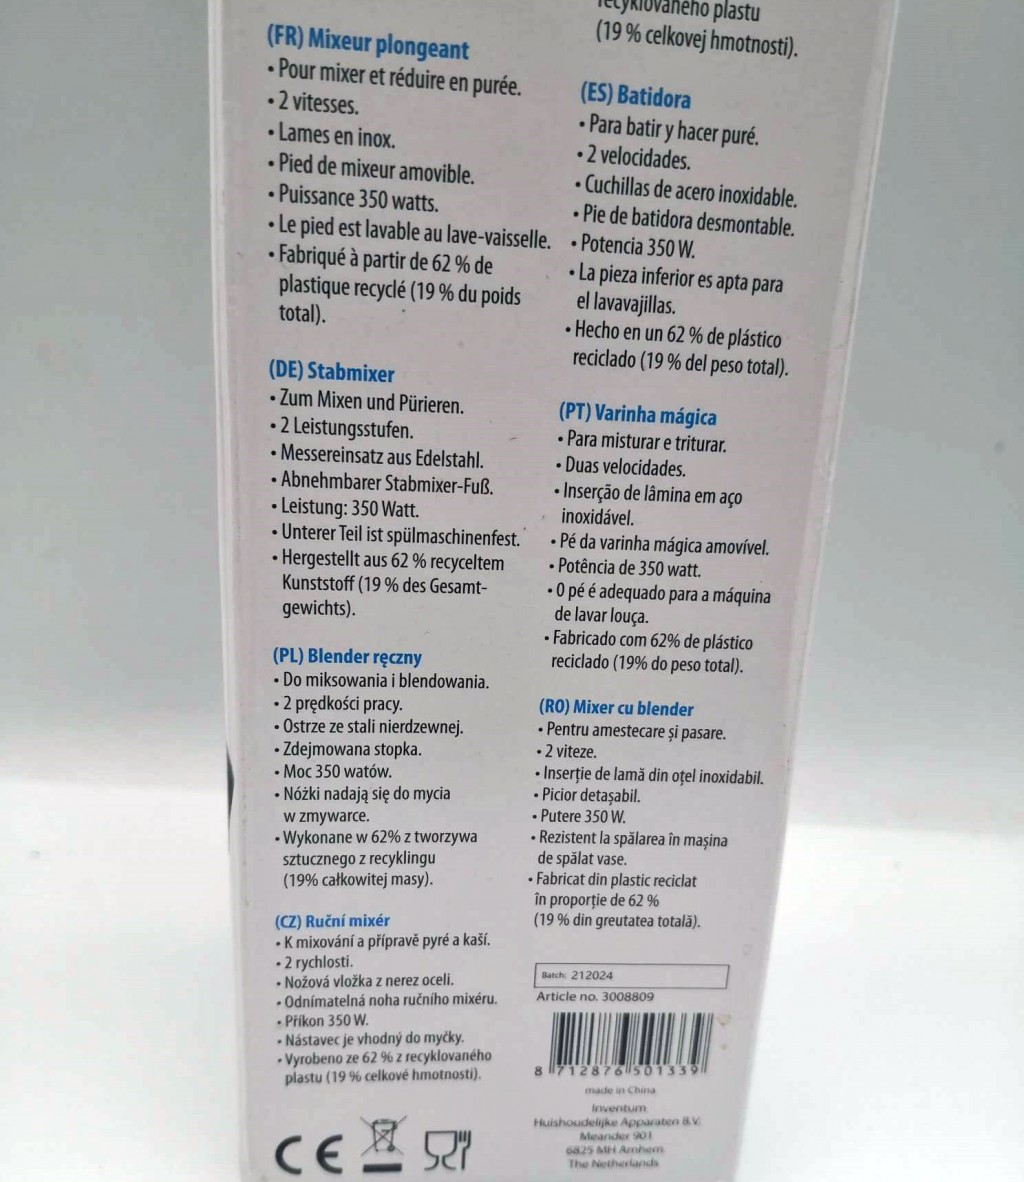 (FR) Mixeur plongeant
• Pour mixer et réduire en purée.
• 2 vitesses.
• Lames en inox.
• Pied de mixeur amovible.
• Puissance 350 watts.
• Le pied est lavable au lave-vaisselle.
• Fabriqué à partir de 62 % de
plastique recyclé (19 % du poids
total).
(DE) Stabmixer
• Zum Mixen und Pürieren.
• 2 Leistungsstufen.
• Messereinsatz aus Edelstahl.
• Abnehmbarer Stabmixer-Fuß.
• Leistung: 350 Watt.
• Unterer Teil ist spülmaschinenfest.
• Hergestellt aus 62 % recyceltem
Kunststoff (19 % des Gesamt-
gewichts).
(PL) Blender ręczny
• Do miksowania i blendowania.
• 2 prędkości pracy.
• Ostrze ze stali nierdzewnej.
• Zdejmowana stopka.
• Moc 350 watów.
• Nóżki nadają się do mycia
w zmywarce.
• Wykonane w 62% z tworzywa
sztucznego z recyklingu
(19% całkowitej masy).
(CZ) Ruční mixér
• K mixování a přípravě pyré a kaší.
• 2 rychlosti.
• Nožová vložka z nerez oceli.
• Odnímatelná noha ručního mixéru.
• Příkon 350 W.
• Nástavec je vhodný do myčky.
• Vyrobeno ze 62 % z recyklovaného
plastu (19 % celkové hmotnosti).
CE
recyklovaného plastu
(19 % celkovej hmotnosti).
(ES) Batidora
• Para batir y hacer puré.
• 2 velocidades.
• Cuchillas de acero inoxidable.
• Pie de batidora desmontable.
• Potencia 350 W.
• La pieza inferior es apta para
el lavavajillas.
• Hecho en un 62 % de plástico
reciclado (19 % del peso total).
(PT) Varinha mágica
• Para misturar e triturar.
• Duas velocidades.
• Inserção de lâmina em aço
inoxidável.
• Pé da varinha mágica amovível.
• Potência de 350 watt.
• O pé é adequado para a máquina
de lavar louça.
• Fabricado com 62% de plástico
reciclado (19% do peso total).
(RO) Mixer cu blender
• Pentru amestecare și pasare.
• 2 viteze.
• Inserție de lamă din oțel inoxidabil.
• Picior detașabil.
• Putere 350 W.
• Rezistent la spălarea în mașina
de spălat vase.
• Fabricat din plastic reciclat
în proporție de 62 %
(19 % din greutatea totală).
Batch: 212024
Article no. 3008809
8 712876 501339
made in China
Inventum
Huishoudelijke Apparaten B.V.
Meander 901
6825 MH Arnhem
The Netherlands